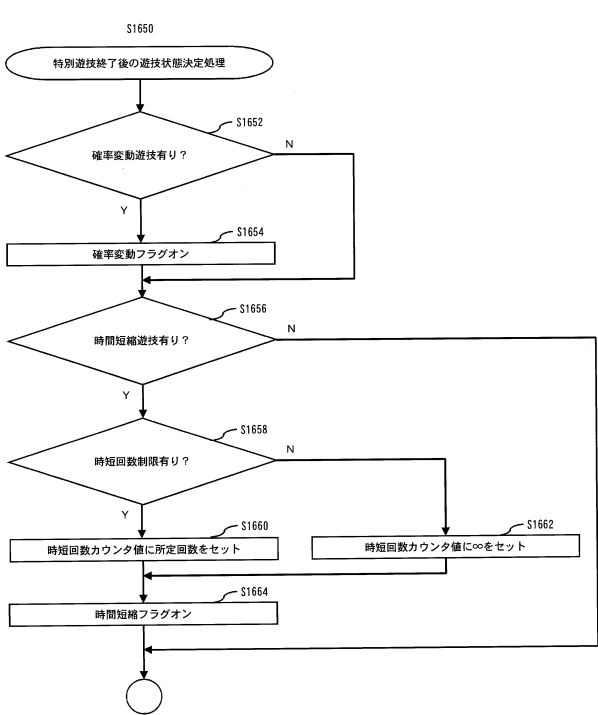 S1650
特別遊技終了後の遊技状態決定処理
S1652
確率変動遊技有り？
N
Y
S1654
確率変動フラグオン
S1656
時間短縮遊技有り？
N
Y
S1658
時短回数制限有り？
N
Y
S1660
時短回数カウンタ値に所定回数をセット
S1662
時短回数カウンタ値に∞をセット
S1664
時間短縮フラグオン